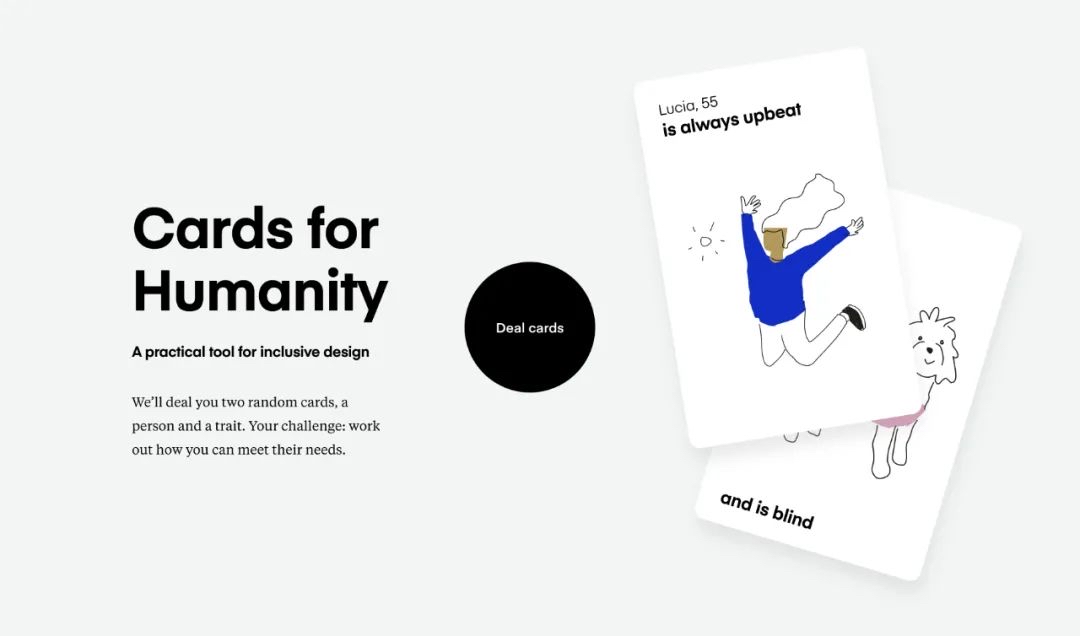 Cards for
Humanity
A practical tool for inclusive design
We’ll deal you two random cards, a
person and a trait. Your challenge: work
out how you can meet their needs.
Deal cards
Lucia, 55
is always upbeat
and is blind